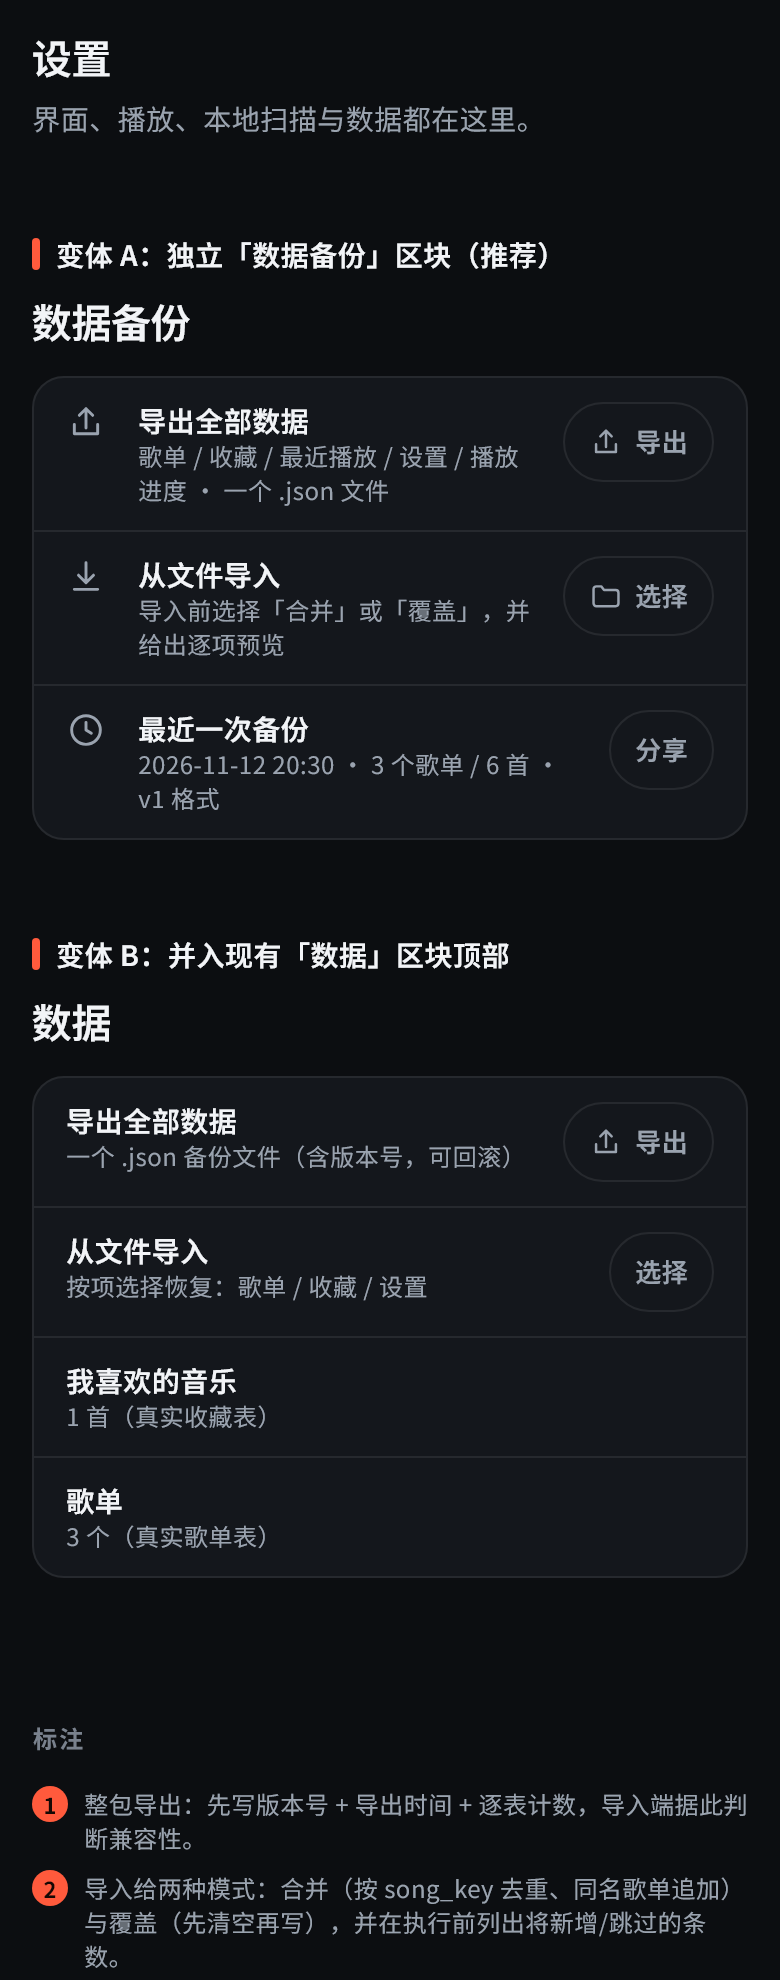 设置
界面、播放、本地扫描与数据都在这里。
变体 A：独立「数据备份」区块（推荐）
数据备份
导出全部数据
歌单 / 收藏 / 最近播放 / 设置 / 播放
进度 · 一个 .json 文件
导出
从文件导入
导入前选择「合并」或「覆盖」，并
给出逐项预览
选择
最近一次备份
2026-11-12 20:30 · 3 个歌单 / 6 首 ·
v1 格式
分享
变体 B：并入现有「数据」区块顶部
数据
导出全部数据
一个 .json 备份文件（含版本号，可回滚）
导出
从文件导入
按项选择恢复：歌单 / 收藏 / 设置
选择
我喜欢的音乐
1 首（真实收藏表）
歌单
3 个（真实歌单表）
标注
1 整包导出：先写版本号 + 导出时间 + 逐表计数，导入端据此判
断兼容性。
2 导入给两种模式：合并（按 song_key 去重、同名歌单追加）
与覆盖（先清空再写），并在执行前列出将新增/跳过的条
数。